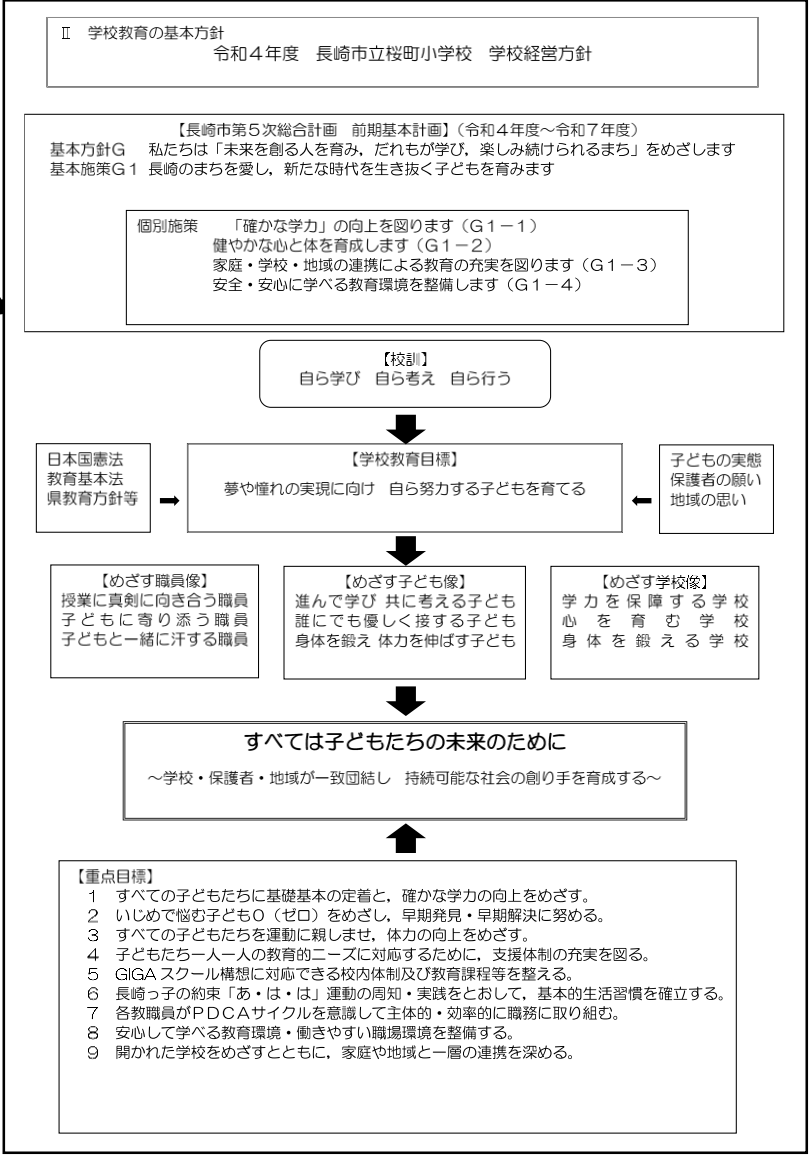 Ⅱ 学校教育の基本方針
令和４年度 長崎市立桜町小学校 学校経営方針
【長崎市第５次総合計画 前期基本計画】（令和４年度～令和７年度）
基本方針Ｇ 私たちは「未来を創る人を育み，だれもが学び，楽しみ続けられるまち」をめざします
基本施策Ｇ１ 長崎のまちを愛し，新たな時代を生き抜く子どもを育みます
個別施策 「確かな学力」の向上を図ります（Ｇ１－１）
健やかな心と体を育成します（Ｇ１－２）
家庭・学校・地域の連携による教育の充実を図ります（Ｇ１－３）
安全・安心に学べる教育環境を整備します（Ｇ１－４）
【校訓】
自ら学び 自ら考え 自ら行う
日本国憲法
教育基本法
県教育方針等
【学校教育目標】
夢や憧れの実現に向け 自ら努力する子どもを育てる
子どもの実態
保護者の願い
地域の思い
【めざす職員像】
授業に真剣に向き合う職員
子どもに寄り添う職員
子どもと一緒に汗する職員
【めざす子ども像】
進んで学び 共に考える子ども
誰にでも優しく接する子ども
身体を鍛え 体力を伸ばす子ども
【めざす学校像】
学力を保障する学校
心を育む学校
身体を鍛える学校
すべては子どもたちの未来のために
～学校・保護者・地域が一致団結し 持続可能な社会の創り手を育成する～
【重点目標】
１ すべての子どもたちに基礎基本の定着と，確かな学力の向上をめざす。
２ いじめで悩む子ども０（ゼロ）をめざし，早期発見・早期解決に努める。
３ すべての子どもたちを運動に親しませ，体力の向上をめざす。
４ 子どもたち一人一人の教育的ニーズに対応するために，支援体制の充実を図る。
５ GIGAスクール構想に対応できる校内体制及び教育課程等を整える。
６ 長崎っ子の約束「あ・は・は」運動の周知・実践をとおして，基本的生活習慣を確立する。
７ 各教職員がＰＤＣＡサイクルを意識して主体的・効率的に職務に取り組む。
８ 安心して学べる教育環境・働きやすい職場環境を整備する。
９ 開かれた学校をめざすとともに，家庭や地域と一層の連携を深める。